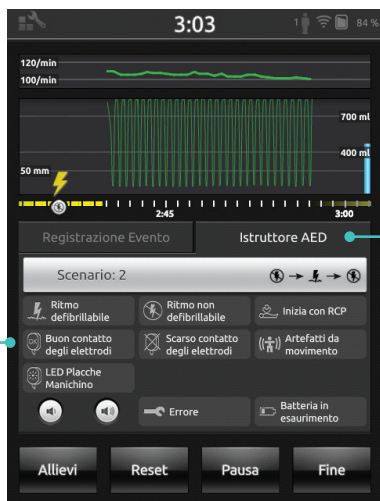 3:03
1 84 %
120/min
100/min
700 ml
400 ml
50 mm
2:45 3:00
Registrazione Evento Istruttore AED
Scenario: 2
Ritmo
defibrillabile
Ritmo non
defibrillabile
Inizia con RCP
OK
Buon contatto
degli elettrodi
Scarso contatto
degli elettrodi
Artefatti da
movimento
LED Placche
Manichino
Errore
Batteria in
esaurimento
Allievi Reset Pausa Fine